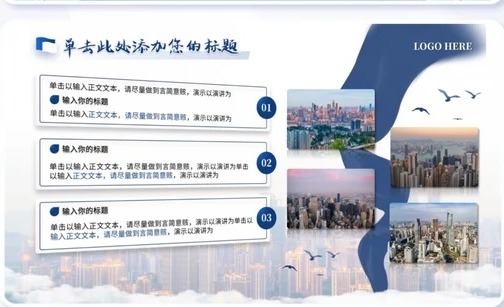 单击此处添加您的标题
LOGO HERE
单击以输入正文文本，请尽量做到言简意赅，演示以演讲为
输入你的标题
单击以输入正文文本，请尽量做到言简意赅，演示以演讲为
01
输入你的标题
单击以输入正文文本，请尽量做到言简意赅，演示以演讲为单击
以输入正文文本，请尽量做到言简意赅，演示以演讲为
02
输入你的标题
单击以输入正文文本，请尽量做到言简意赅，演示以演讲为单击以
输入正文文本，请尽量做到言简意赅，演示以演讲为
03